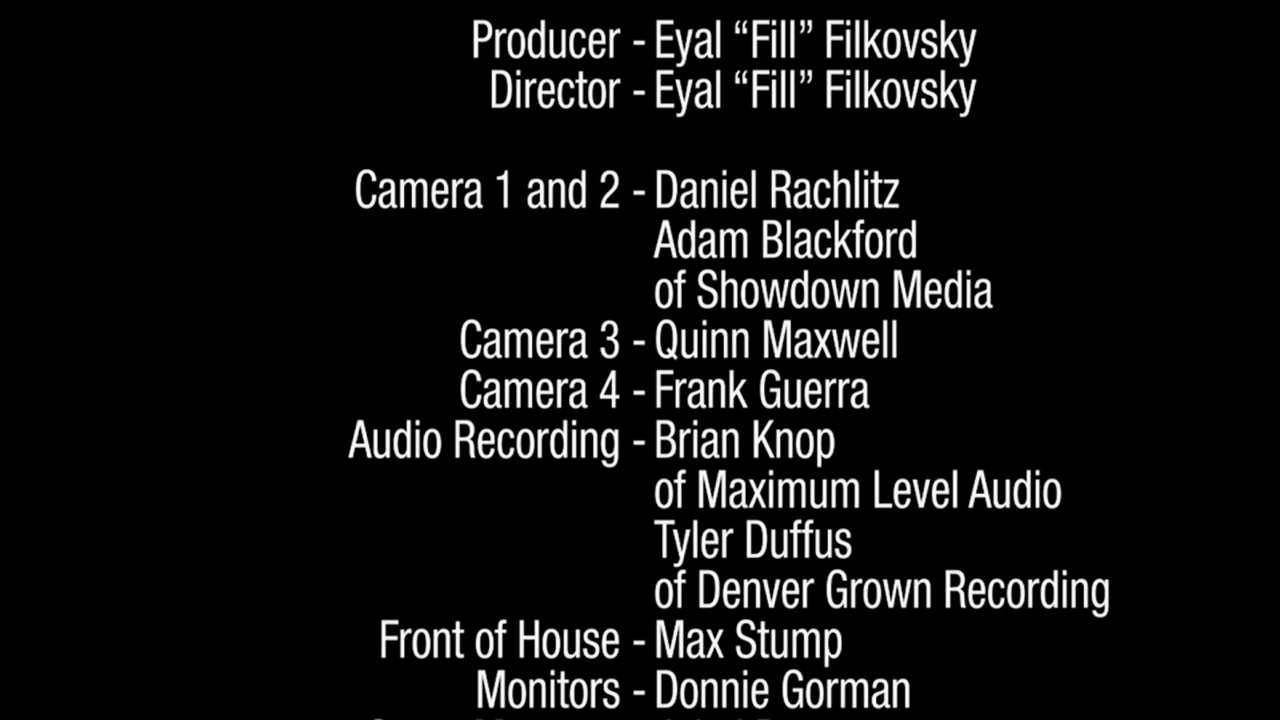 Producer - Eyal “Fill” Filkovsky
Director - Eyal “Fill” Filkovsky
Camera 1 and 2 - Daniel Rachlitz
Adam Blackford
of Showdown Media
Camera 3 - Quinn Maxwell
Camera 4 - Frank Guerra
Audio Recording - Brian Knop
of Maximum Level Audio
Tyler Duffus
of Denver Grown Recording
Front of House - Max Stump
Monitors - Donnie Gorman